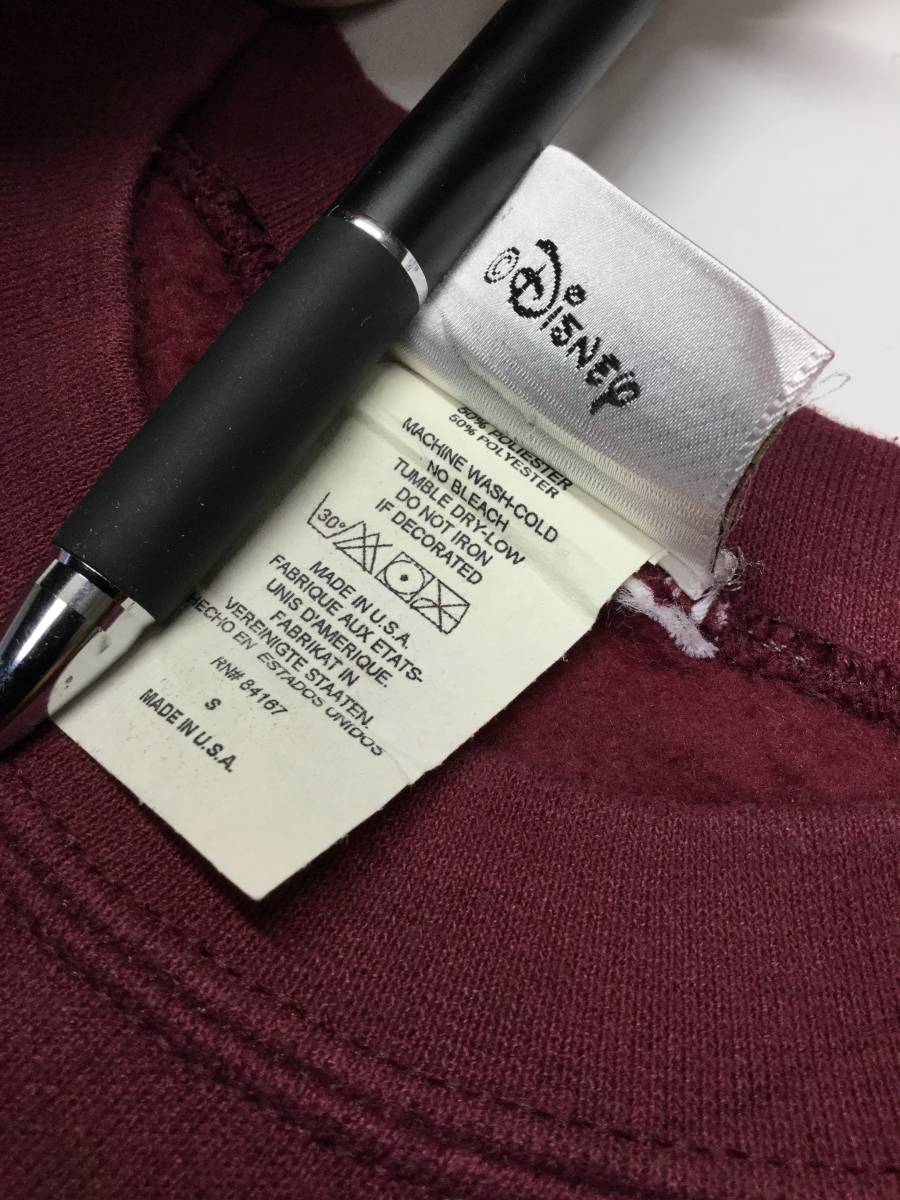 ©Disney
50% POLIESTER
50% POLYESTER
MACHINE WASH-COLD
NO BLEACH
TUMBLE DRY-LOW
DO NOT IRON
IF DECORATED
30°
MADE IN U.S.A.
FABRIQUE AUX ETATS-
UNIS D'AMERIQUE.
FABRIKAT IN
VEREINIGTE STAATEN.
HECHO EN ESTADOS UNIDOS
RN# 84167
S
MADE IN U.S.A.